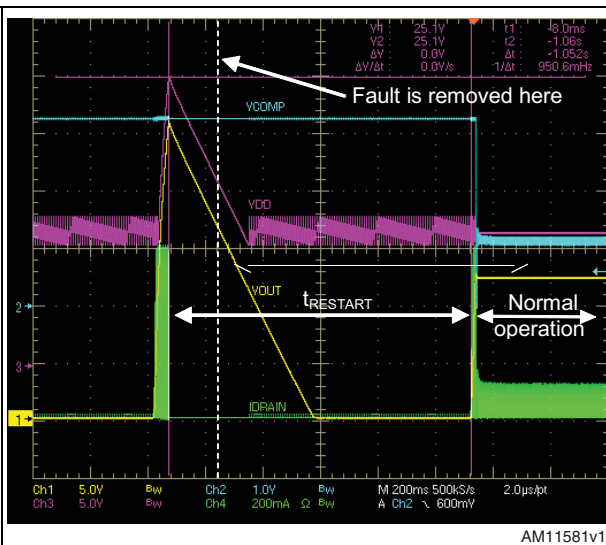 V1 : 25.1V t1 : -8.0ms
V2 : 25.1V t2 : -1.06s
ΔV : 0.0V Δt : -1.052s
ΔV/Δt : 0.0V/s 1/Δt : 950.6mHz
Fault is removed here
VCOMP
VDD
VOUT
tRESTART
Normal
operation
2
3
IDRAIN
1
Ch1 5.0V Bw Ch2 1.0V Bw M 200ms 500kS/s 2.0µs/pt
Ch3 5.0V Bw Ch4 200mA Ω Bw A Ch2 ↘ 600mV
AM11581v1